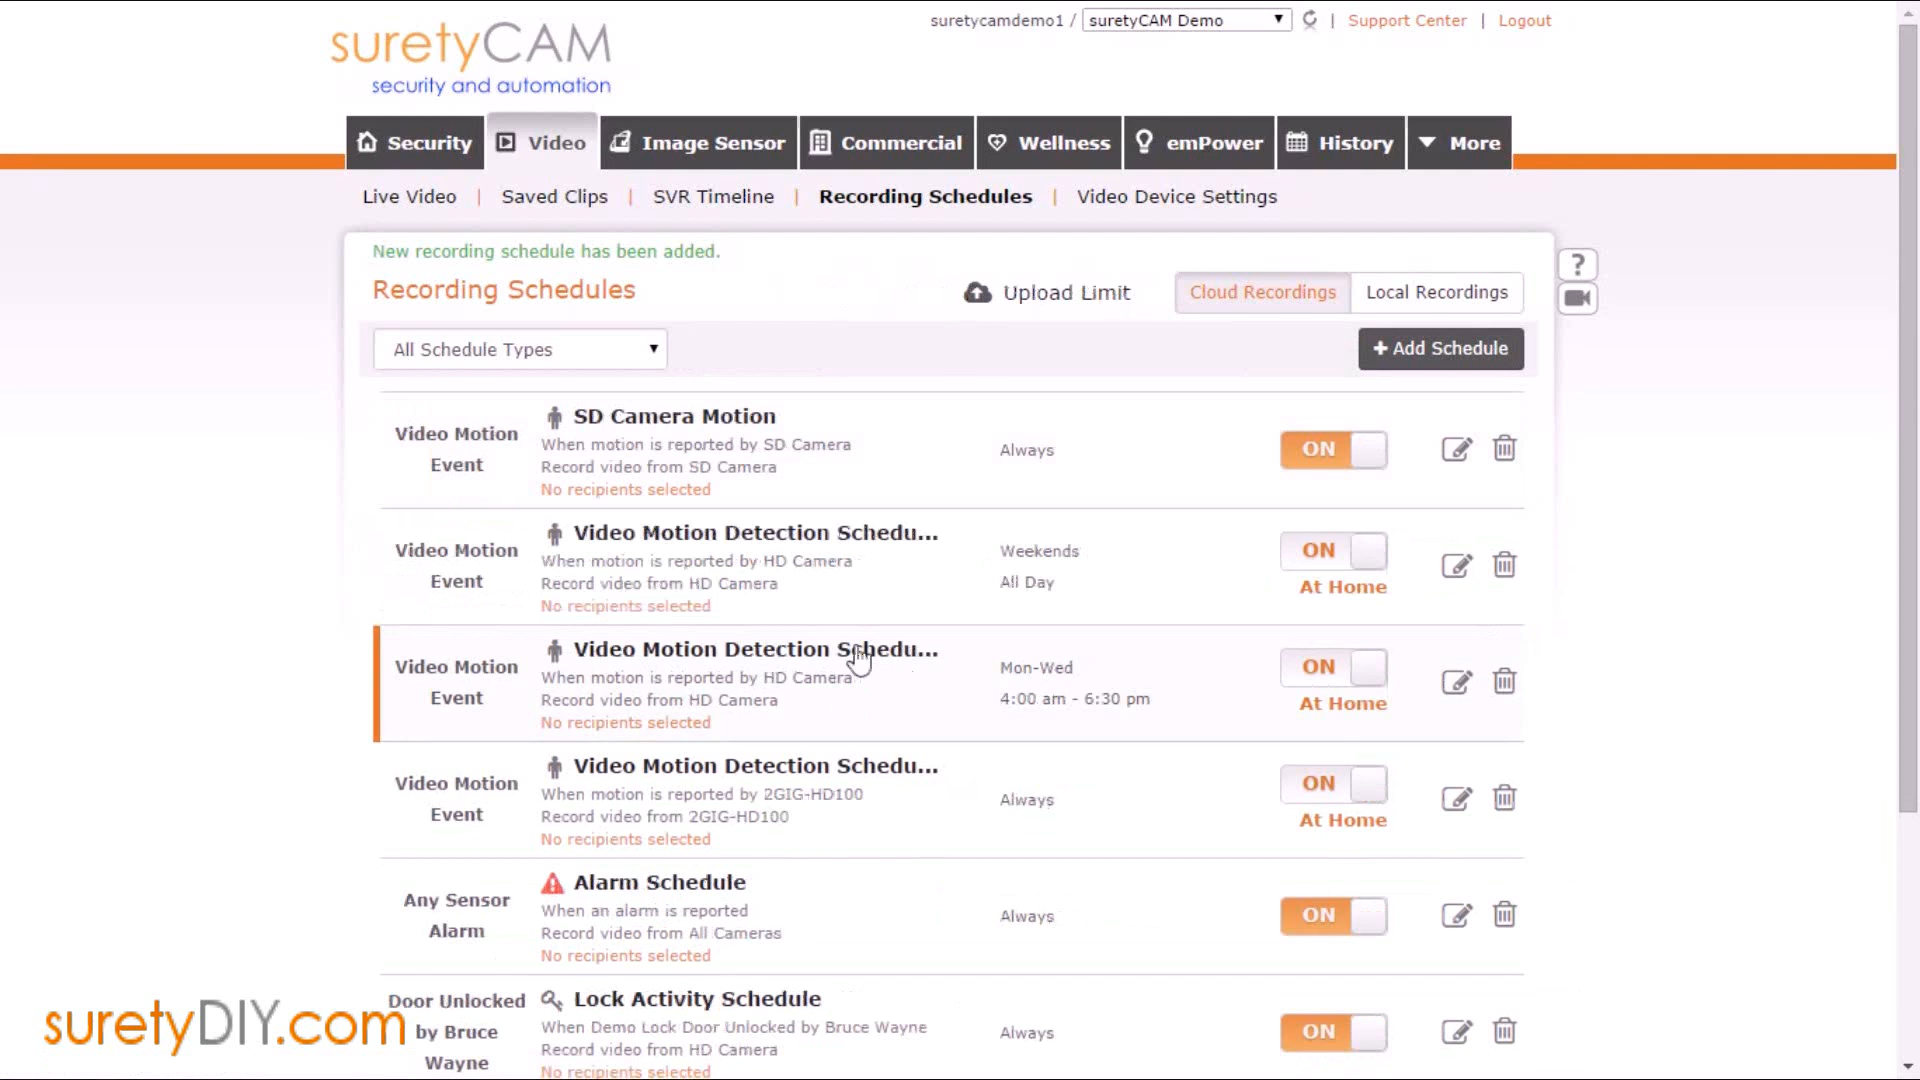 suretycamdemo1 / suretyCAM Demo | Support Center | Logout
suretyCAM
security and automation
Security Video Image Sensor Commercial Wellness emPower History More
Live Video | Saved Clips | SVR Timeline | Recording Schedules | Video Device Settings
New recording schedule has been added.
Recording Schedules Upload Limit Cloud Recordings Local Recordings
?
All Schedule Types + Add Schedule
Video Motion Event
SD Camera Motion
When motion is reported by SD Camera
Record video from SD Camera
No recipients selected
Always
ON
Video Motion Event
Video Motion Detection Schedu...
When motion is reported by HD Camera
Record video from HD Camera
No recipients selected
Weekends
All Day
ON
At Home
Video Motion Event
Video Motion Detection Schedu...
When motion is reported by HD Camera
Record video from HD Camera
No recipients selected
Mon-Wed
4:00 am - 6:30 pm
ON
At Home
Video Motion Event
Video Motion Detection Schedu...
When motion is reported by 2GIG-HD100
Record video from 2GIG-HD100
No recipients selected
Always
ON
At Home
Any Sensor Alarm
Alarm Schedule
When an alarm is reported
Record video from All Cameras
No recipients selected
Always
ON
Door Unlocked by Bruce Wayne
Lock Activity Schedule
When Demo Lock Door Unlocked by Bruce Wayne
Record video from HD Camera
No recipients selected
Always
ON
suretyDIY.com